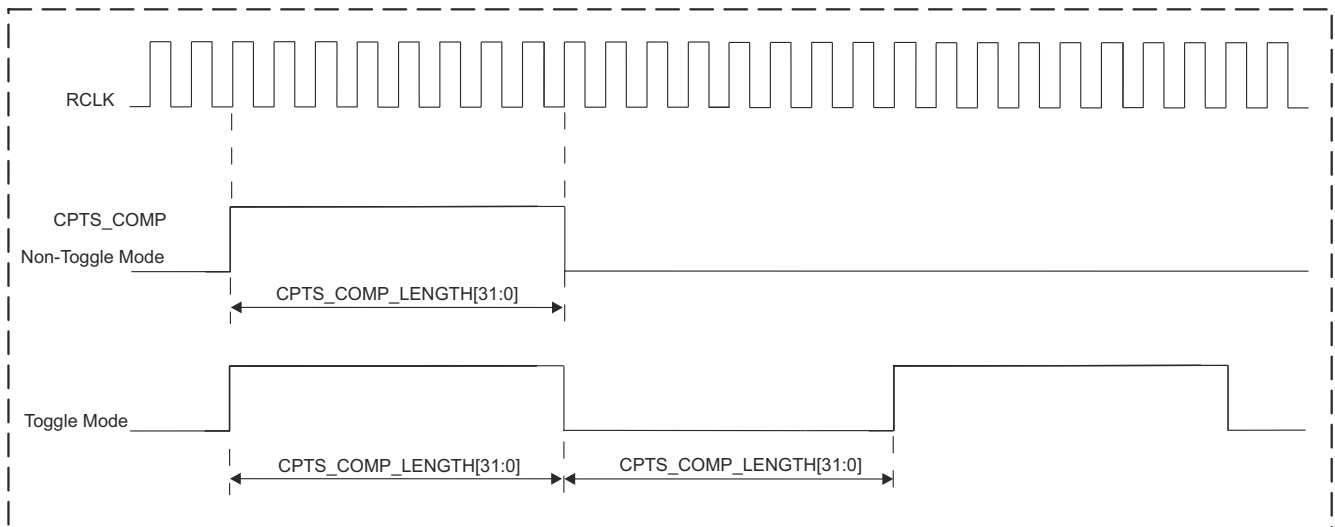 RCLK
CPTS_COMP
Non-Toggle Mode
CPTS_COMP_LENGTH[31:0]
Toggle Mode
CPTS_COMP_LENGTH[31:0]
CPTS_COMP_LENGTH[31:0]